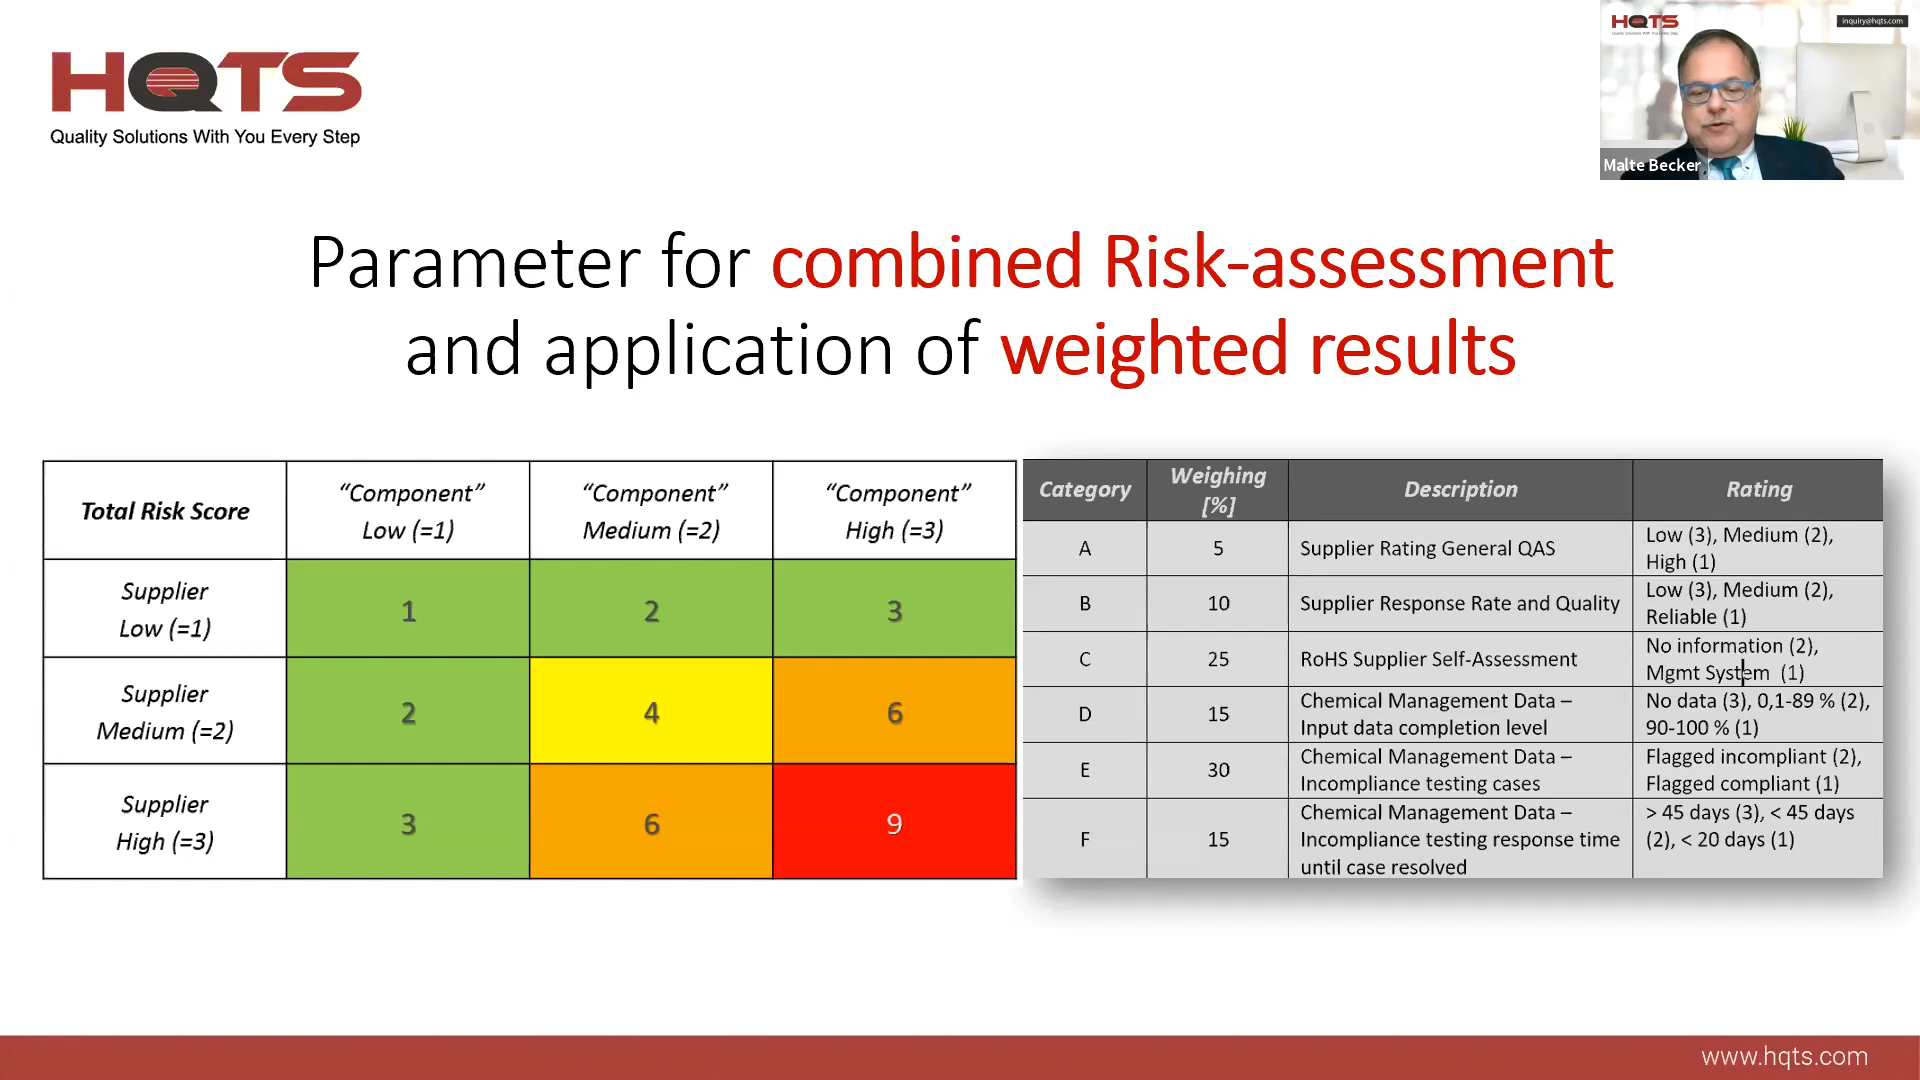 HQTS
Quality Solutions With You Every Step
HQTS
inquiry@hqts.com
Malte Becker
Parameter for combined Risk-assessment
and application of weighted results
Total Risk Score
“Component”
Low (=1)
“Component”
Medium (=2)
“Component”
High (=3)
Supplier
Low (=1)
1
2
3
Supplier
Medium (=2)
2
4
6
Supplier
High (=3)
3
6
9
Category
Weighing
[%]
Description
Rating
A
5
Supplier Rating General QAS
Low (3), Medium (2),
High (1)
B
10
Supplier Response Rate and Quality
Low (3), Medium (2),
Reliable (1)
C
25
RoHS Supplier Self-Assessment
No information (2),
Mgmt System (1)
D
15
Chemical Management Data –
Input data completion level
No data (3), 0,1-89 % (2),
90-100 % (1)
E
30
Chemical Management Data –
Incompliance testing cases
Flagged incompliant (2),
Flagged compliant (1)
F
15
Chemical Management Data –
Incompliance testing response time
until case resolved
> 45 days (3), < 45 days
(2), < 20 days (1)
www.hqts.com